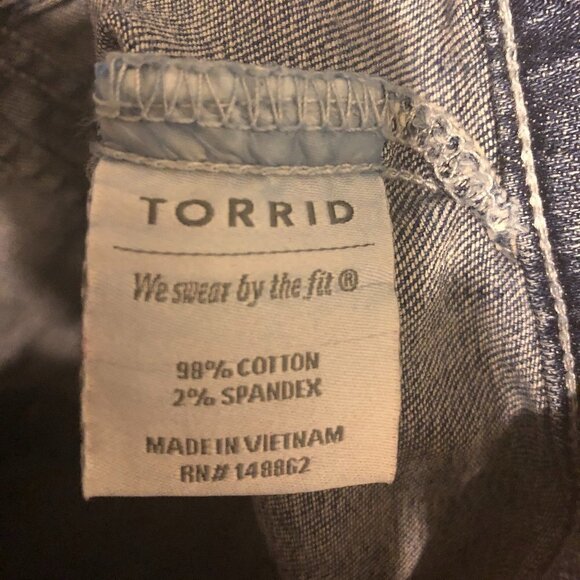 TORRID
We swear by the fit ®
98% COTTON
2% SPANDEX
MADE IN VIETNAM
RN# 148862